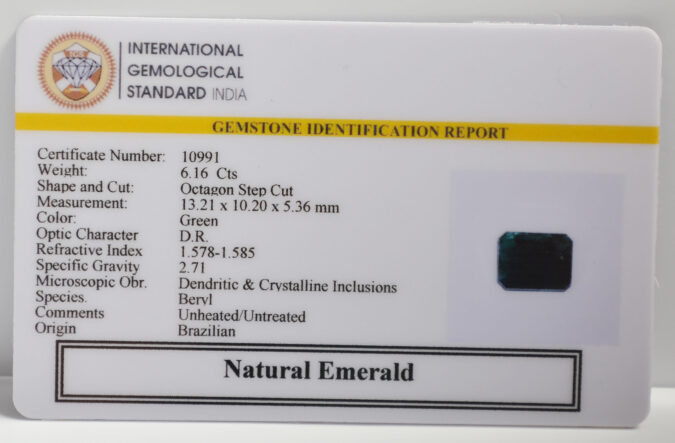 IGS
INTERNATIONAL
GEMOLOGICAL
STANDARD INDIA
GEMSTONE IDENTIFICATION REPORT
Certificate Number: 10991
Weight: 6.16 Cts
Shape and Cut: Octagon Step Cut
Measurement: 13.21 x 10.20 x 5.36 mm
Color: Green
Optic Character D.R.
Refractive Index 1.578-1.585
Specific Gravity 2.71
Microscopic Obr. Dendritic & Crystalline Inclusions
Species. Beryl
Comments Unheated/Untreated
Origin Brazilian
Natural Emerald